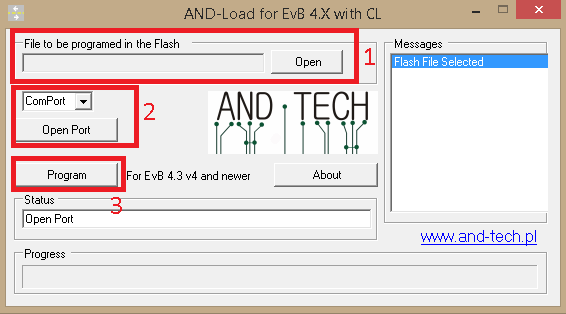 AND-Load for EvB 4.X with CL
File to be programed in the Flash
Open
1
Messages
Flash File Selected
ComPort
2
Open Port
AND TECH
Program
For EvB 4.3 v4 and newer
About
3
Status
Open Port
www.and-tech.pl
Progress